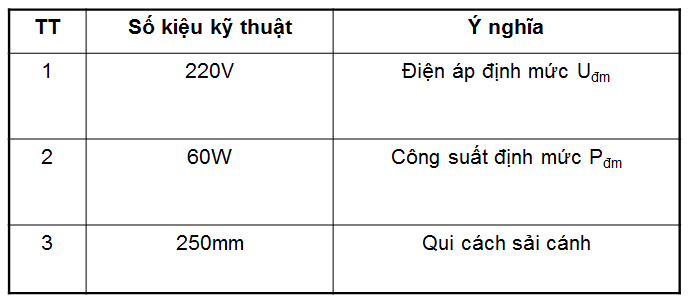 TT Số kiệu kỹ thuật Ý nghĩa
1 220V Điện áp định mức Uđm
2 60W Công suất định mức Pđm
3 250mm Qui cách sải cánh